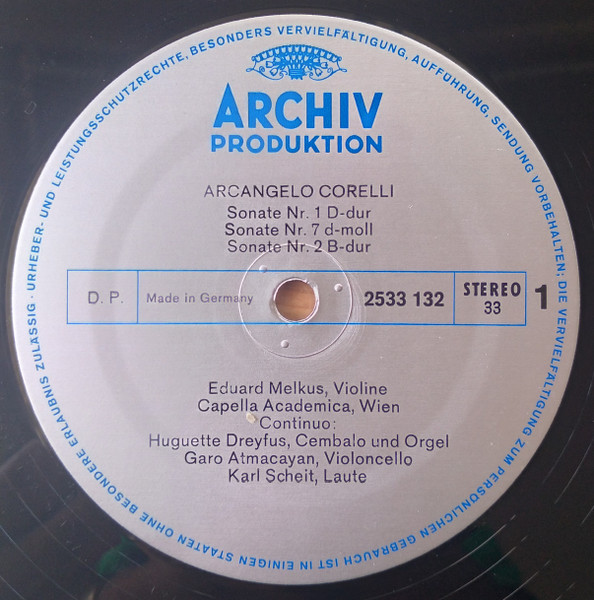 URHEBER- UND LEISTUNGSSCHUTZRECHTE, BESONDERS VERVIELFÄLTIGUNG, AUFFÜHRUNG, SENDUNG VORBEHALTEN; DIE VERVIELFÄLTIGUNG ZUM PERSÖNLICHEN GEBRAUCH IST IN EINIGEN STAATEN OHNE BESONDERE ERLAUBNIS ZULÄSSIG ·
ARCHIV
PRODUKTION
ARCANGELO CORELLI
Sonate Nr. 1 D-dur
Sonate Nr. 7 d-moll
Sonate Nr. 2 B-dur
D. P. Made in Germany 2533 132 STEREO 33 1
Eduard Melkus, Violine
Capella Academica, Wien
Continuo:
Huguette Dreyfus, Cembalo und Orgel
Garo Atmacayan, Violoncello
Karl Scheit, Laute